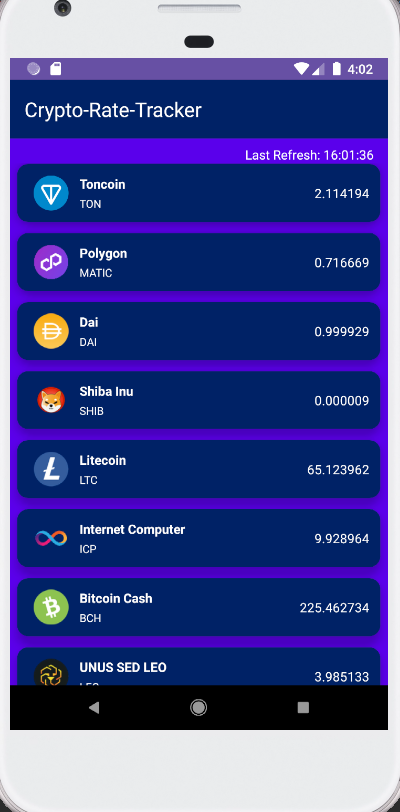 4:02
Crypto-Rate-Tracker
Last Refresh: 16:01:36
Toncoin
2.114194
TON
Polygon
0.716669
MATIC
Dai
0.999929
DAI
Shiba Inu
0.000009
SHIB
Litecoin
65.123962
LTC
Internet Computer
9.928964
ICP
Bitcoin Cash
225.462734
BCH
UNUS SED LEO
3.985133